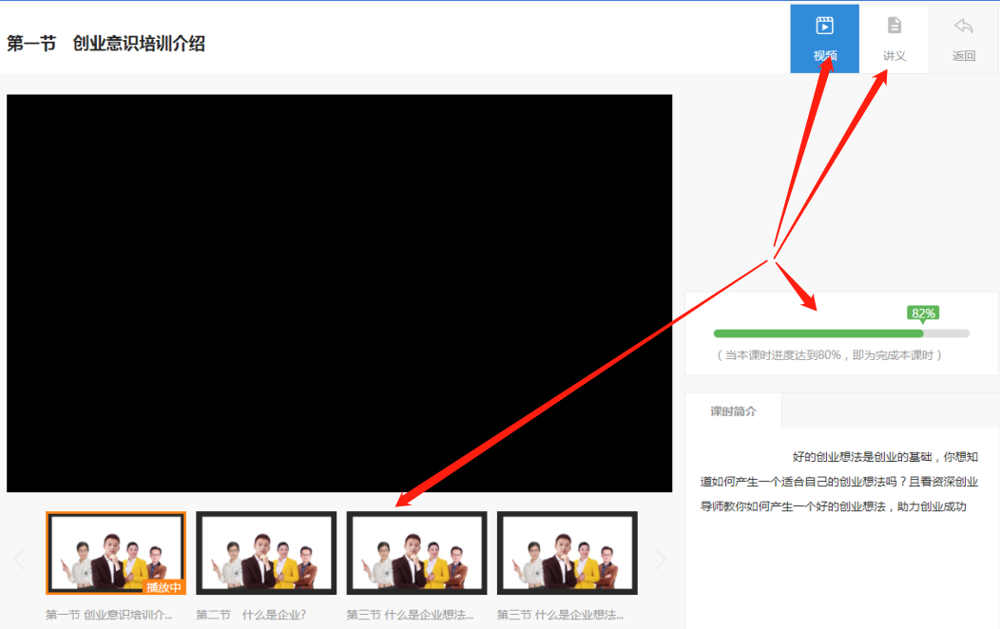 第一节 创业意识培训介绍
视频
讲义
返回
82%
（当本课时进度达到80%，即为完成本课时）
课时简介
好的创业想法是创业的基础，你想知
道如何产生一个适合自己的创业想法吗？且看资深创业
导师教你如何产生一个好的创业想法，助力创业成功
播放中
第一节 创业意识培训介...
第二节 什么是企业?
第三节 什么是企业想法...
第三节 什么是企业想法...